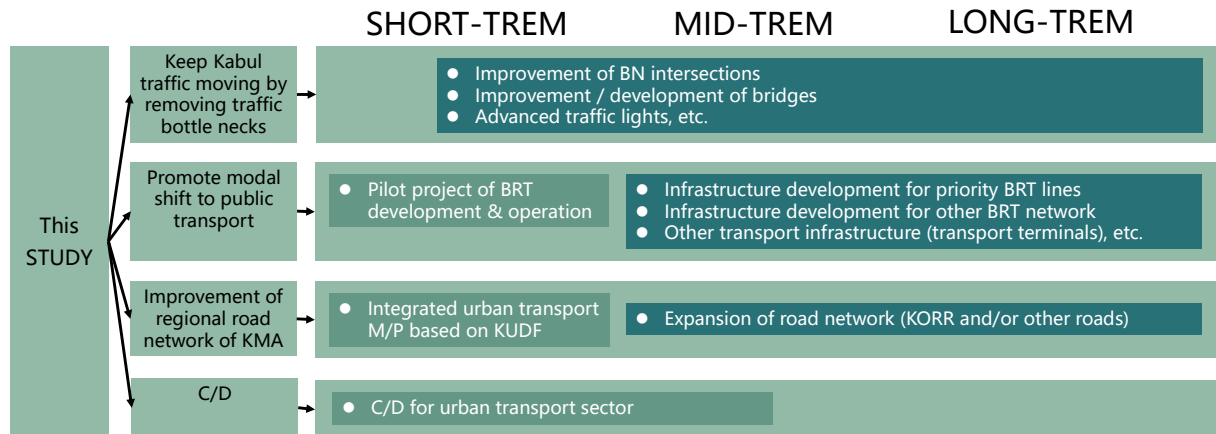 SHORT-TREM
MID-TREM
LONG-TREM
This
STUDY
Keep Kabul
traffic moving by
removing traffic
bottle necks
● Improvement of BN intersections
● Improvement / development of bridges
● Advanced traffic lights, etc.
Promote modal
shift to public
transport
● Pilot project of BRT
development & operation
● Infrastructure development for priority BRT lines
● Infrastructure development for other BRT network
● Other transport infrastructure (transport terminals), etc.
Improvement of
regional road
network of KMA
● Integrated urban transport
M/P based on KUDF
● Expansion of road network (KORR and/or other roads)
C/D
● C/D for urban transport sector